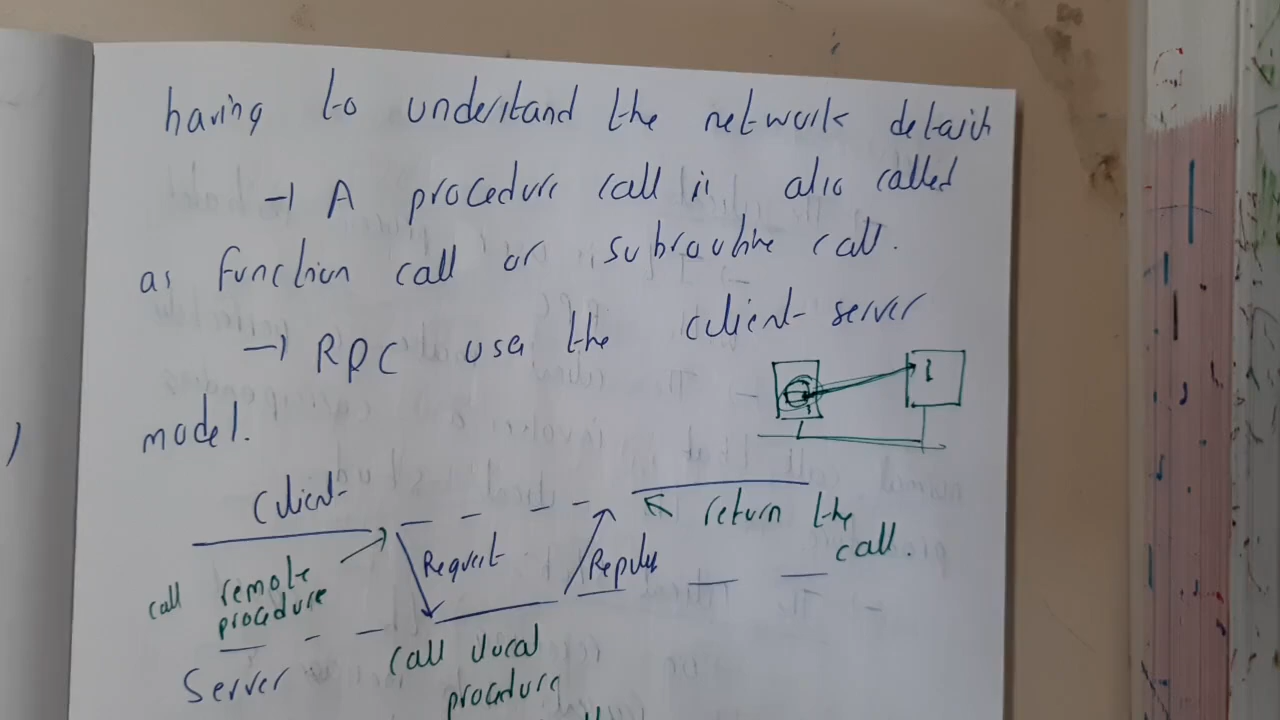 having to understand the network details
→ A procedure call is also called
as function call or subroutine call.
→ RPC uses the client-server
model.
Client
return the
call.
Request
Reply
call remote
procedure
Server
call local
procedure